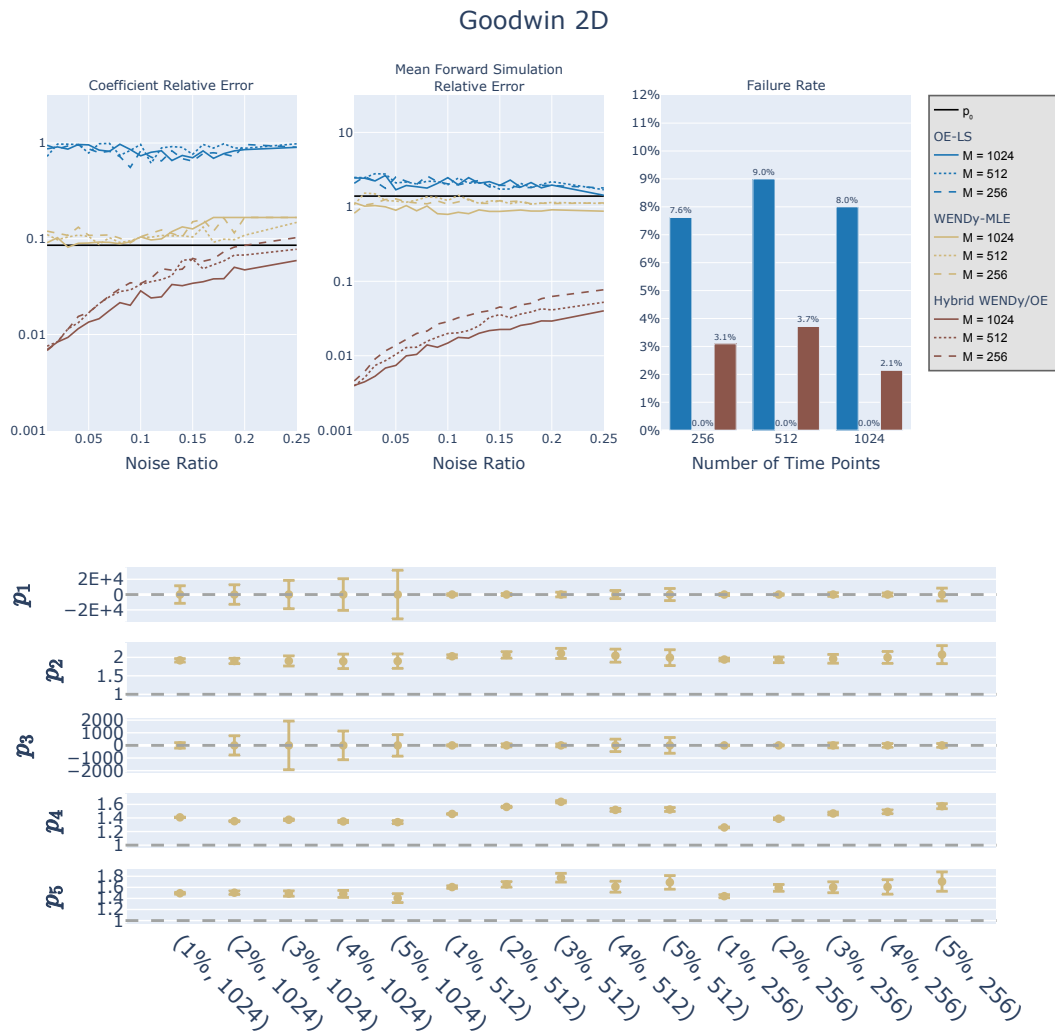 Goodwin 2D
Coefficient Relative Error
1
0.1
0.01
0.001
0.05
0.1
0.15
0.2
0.25
Noise Ratio
Mean Forward Simulation
Relative Error
10
1
0.1
0.01
0.001
0.05
0.1
0.15
0.2
0.25
Noise Ratio
Failure Rate
12%
11%
10%
9%
8%
7%
6%
5%
4%
3%
2%
1%
0%
7.6%
0.0%
3.1%
9.0%
0.0%
3.7%
8.0%
0.0%
2.1%
256
512
1024
Number of Time Points
p₀
OE-LS
M = 1024
M = 512
M = 256
WENDy-MLE
M = 1024
M = 512
M = 256
Hybrid WENDy/OE
M = 1024
M = 512
M = 256
p1
2E+4
0
−2E+4
p2
2
1.5
1
p3
2000
1000
0
−1000
−2000
p4
1.6
1.4
1.2
1
p5
1.8
1.6
1.4
1.2
1
(1%, 1024)
(2%, 1024)
(3%, 1024)
(4%, 1024)
(5%, 1024)
(1%, 512)
(2%, 512)
(3%, 512)
(4%, 512)
(5%, 512)
(1%, 256)
(2%, 256)
(3%, 256)
(4%, 256)
(5%, 256)